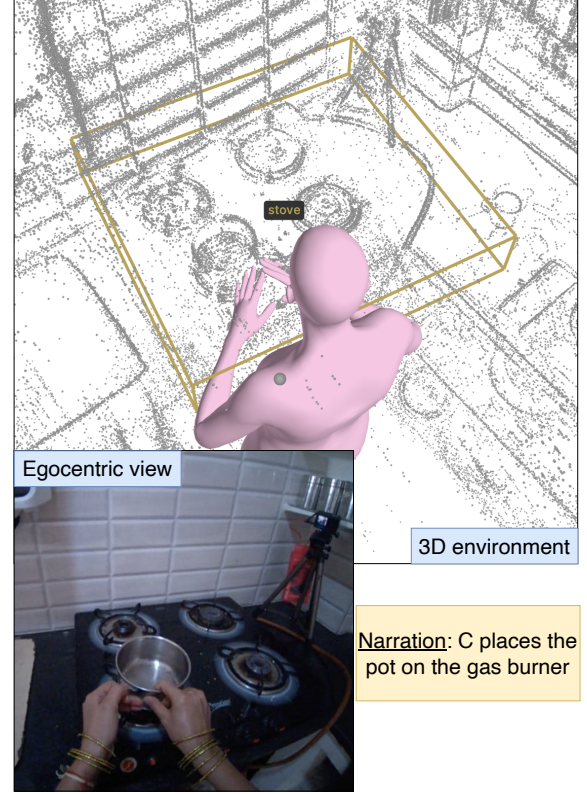 stove
Egocentric view
3D environment
Narration: C places the
pot on the gas burner